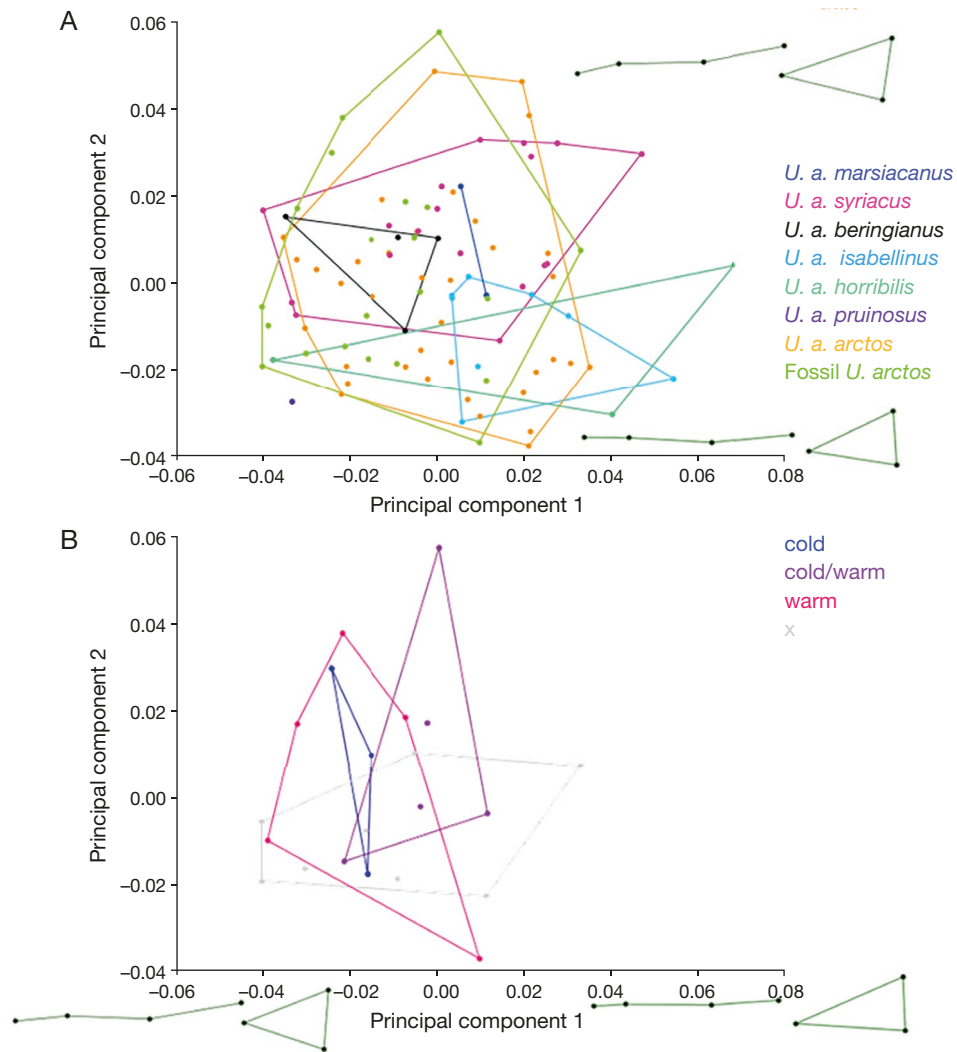 A
0.06
0.04
0.02
0.00
−0.02
−0.04
Principal component 2
−0.06
−0.04
−0.02
0.00
0.02
0.04
0.06
0.08
Principal component 1
U. a. marsiacanus
U. a. syriacus
U. a. beringianus
U. a. isabellinus
U. a. horribilis
U. a. pruinosus
U. a. arctos
Fossil U. arctos
B
0.06
0.04
0.02
0.00
−0.02
−0.04
Principal component 2
−0.06
−0.04
−0.02
0.00
0.02
0.04
0.06
0.08
Principal component 1
cold
cold/warm
warm
x